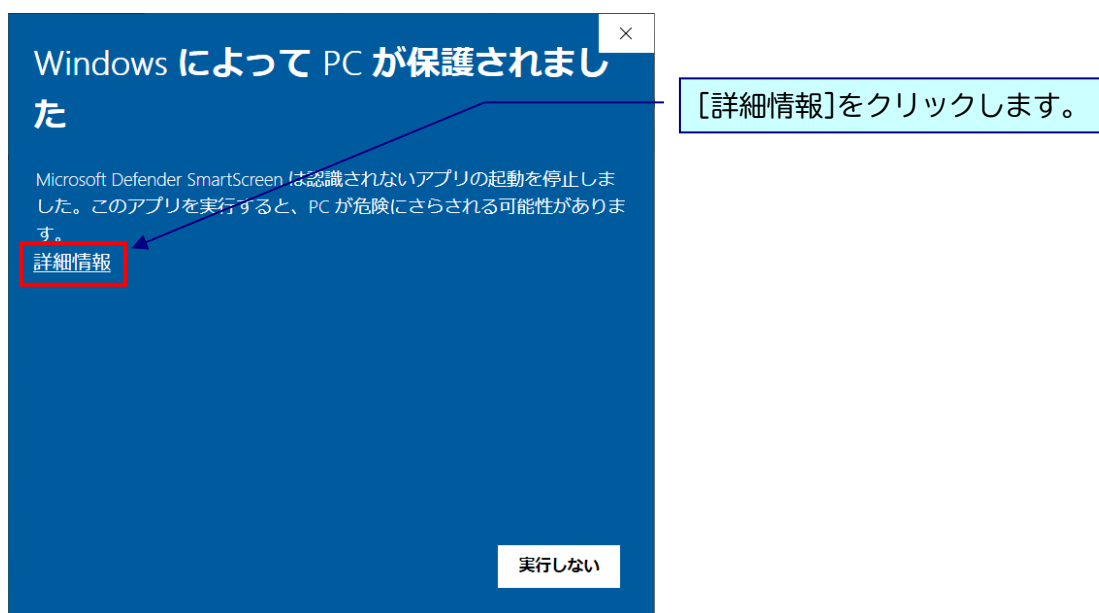 Windows によって PC が保護されまし
た
[詳細情報]をクリックします。
Microsoft Defender SmartScreen は認識されないアプリの起動を停止しま
した。このアプリを実行すると、PC が危険にさらされる可能性がありま
す。
詳細情報
実行しない